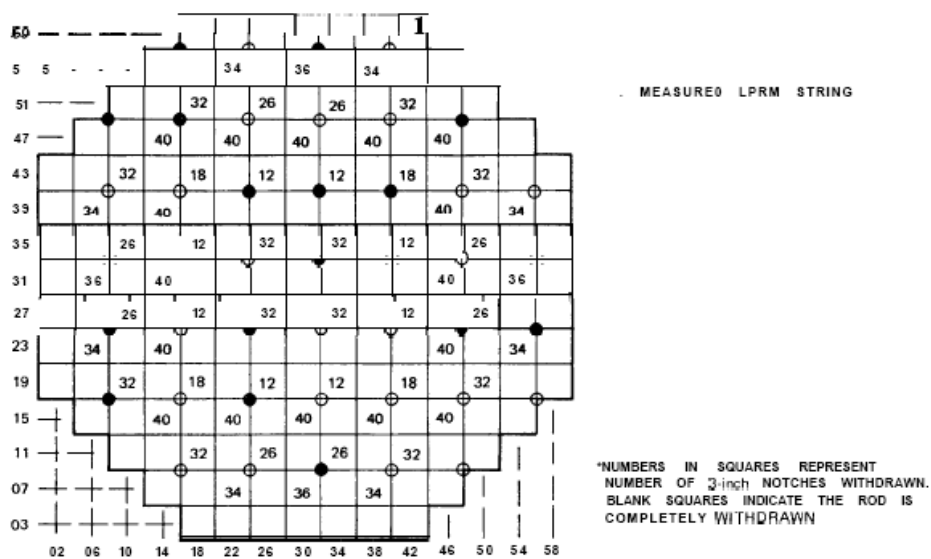 1
59
5 5 - - - 34 36 34
. MEASURED LPRM STRING
51 32 26 26 32
47 40 40 40 40 40
43 32 18 12 12 18 32
39 34 40 40 34
35 26 12 32 32 12 26
31 36 40 40 36
27 26 12 32 32 12 26
23 34 40 40 34
19 32 18 12 12 18 32
15 40 40 40 40 40
11 32 26 26 32
*NUMBERS IN SQUARES REPRESENT
07 34 36 34
NUMBER OF 3-inch NOTCHES WITHDRAWN.
BLANK SQUARES INDICATE THE ROD IS
03
COMPLETELY WITHDRAWN
02 06 10 14 18 22 26 30 34 38 42 46 50 54 58